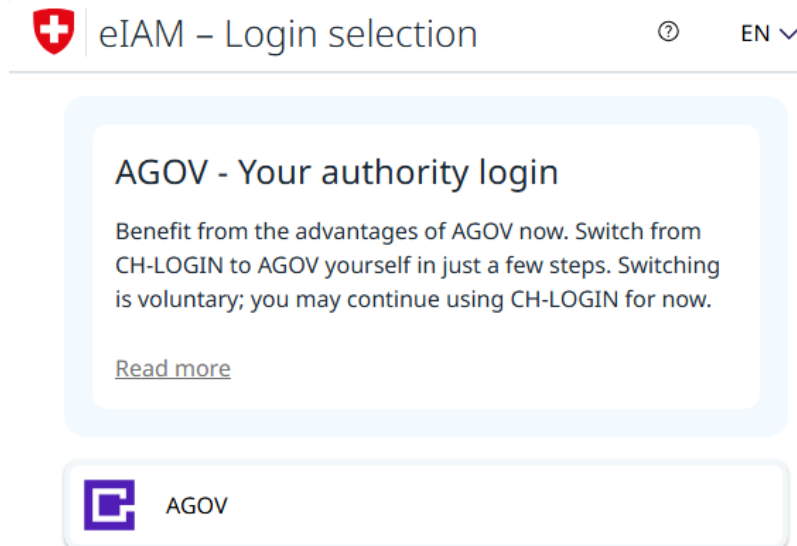 eIAM – Login selection
EN
AGOV - Your authority login
Benefit from the advantages of AGOV now. Switch from
CH-LOGIN to AGOV yourself in just a few steps. Switching
is voluntary; you may continue using CH-LOGIN for now.
Read more
AGOV